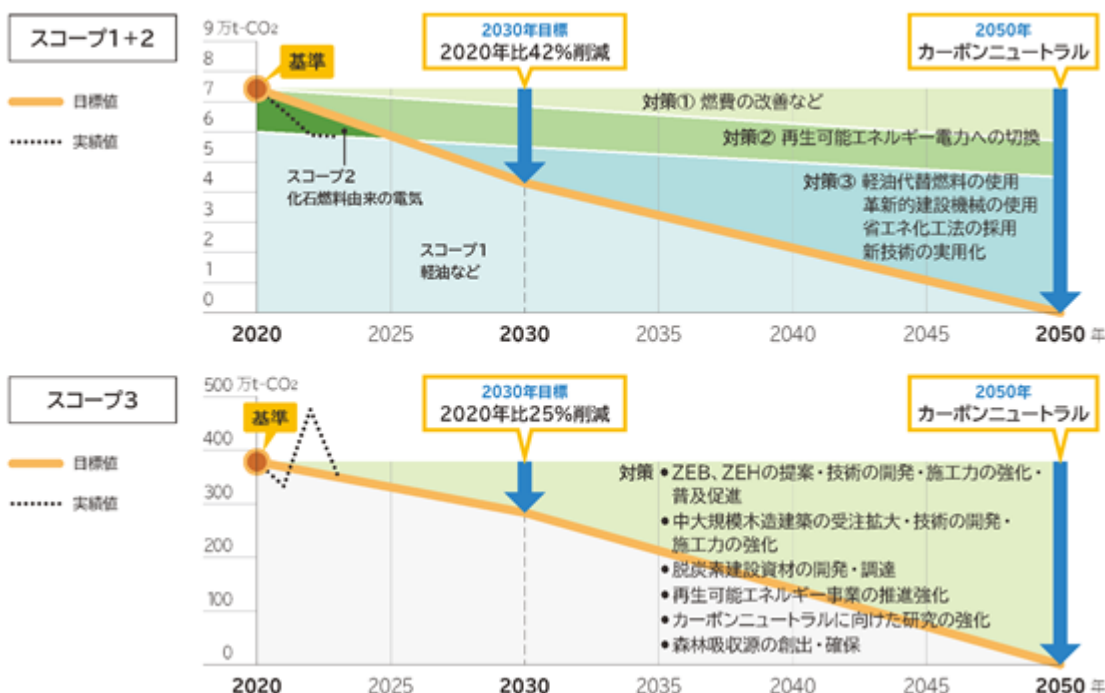 スコープ1+2
目標値
実績値
9 万t-CO₂
8
7
6
5
4
3
2
1
0
基準
2030年目標
2020年比42%削減
2050年
カーボンニュートラル
対策① 燃費の改善など
対策② 再生可能エネルギー電力への切換
対策③ 軽油代替燃料の使用
革新的建設機械の使用
省エネ化工法の採用
新技術の実用化
スコープ2
化石燃料由来の電気
スコープ1
軽油など
2020 2025 2030 2035 2040 2045 2050 年
スコープ3
目標値
実績値
500 万t-CO₂
400
300
200
100
0
基準
2030年目標
2020年比25%削減
2050年
カーボンニュートラル
対策 ●ZEB、ZEHの提案・技術の開発・施工力の強化・
普及促進
●中大規模木造建築の受注拡大・技術の開発・
施工力の強化
●脱炭素建設資材の開発・調達
●再生可能エネルギー事業の推進強化
●カーボンニュートラルに向けた研究の強化
●森林吸収源の創出・確保
2020 2025 2030 2035 2040 2045 2050 年